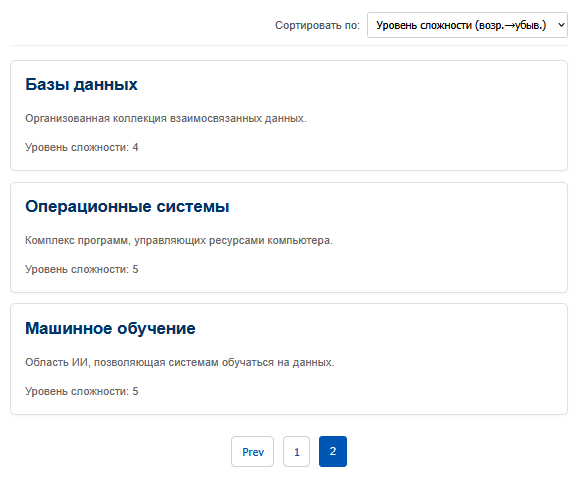 Сортировать по: Уровень сложности (возр.→убыв.)
Базы данных
Организованная коллекция взаимосвязанных данных.
Уровень сложности: 4
Операционные системы
Комплекс программ, управляющих ресурсами компьютера.
Уровень сложности: 5
Машинное обучение
Область ИИ, позволяющая системам обучаться на данных.
Уровень сложности: 5
Prev 1 2